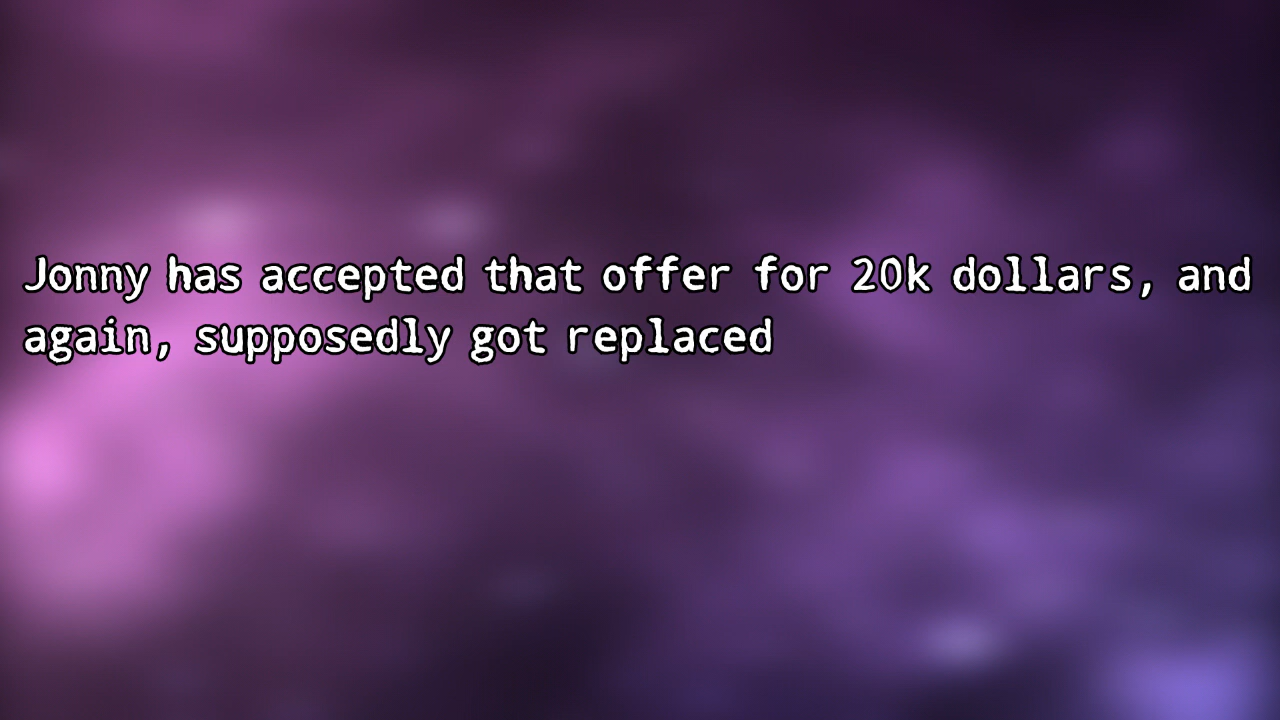 Jonny has accepted that offer for 20k dollars, and
again, supposedly got replaced